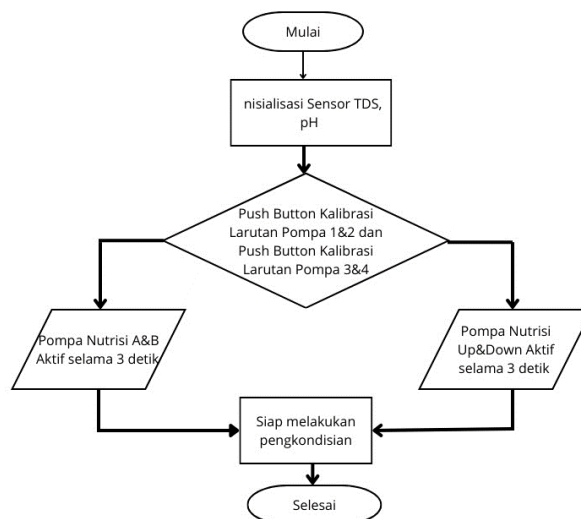 Mulai
nisialisasi Sensor TDS,
pH
Push Button Kalibrasi
Larutan Pompa 1&2 dan
Push Button Kalibrasi
Larutan Pompa 3&4
Pompa Nutrisi A&B
Aktif selama 3 detik
Pompa Nutrisi
Up&Down Aktif
selama 3 detik
Siap melakukan
pengkondisian
Selesai